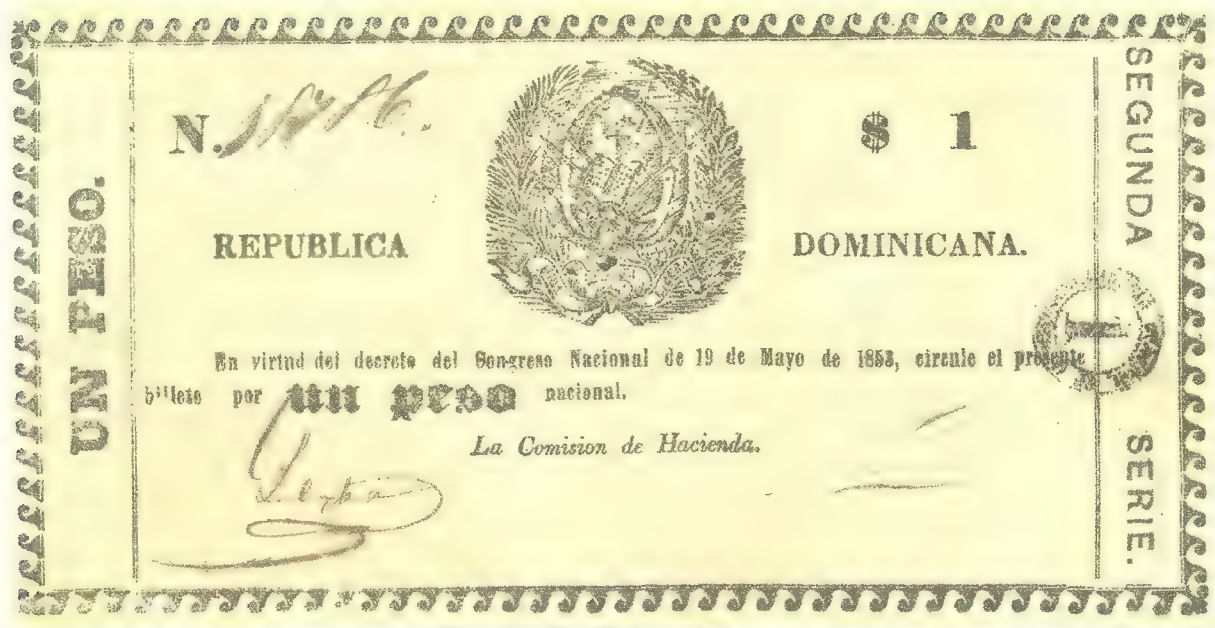 UN PESO.
N.
$ 1
REPUBLICA DOMINICANA.
En virtud del decreto del Congreso Nacional de 19 de Mayo de 1853, circule el presente
billete por un peso nacional.
La Comision de Hacienda.
SEGUNDA SERIE.